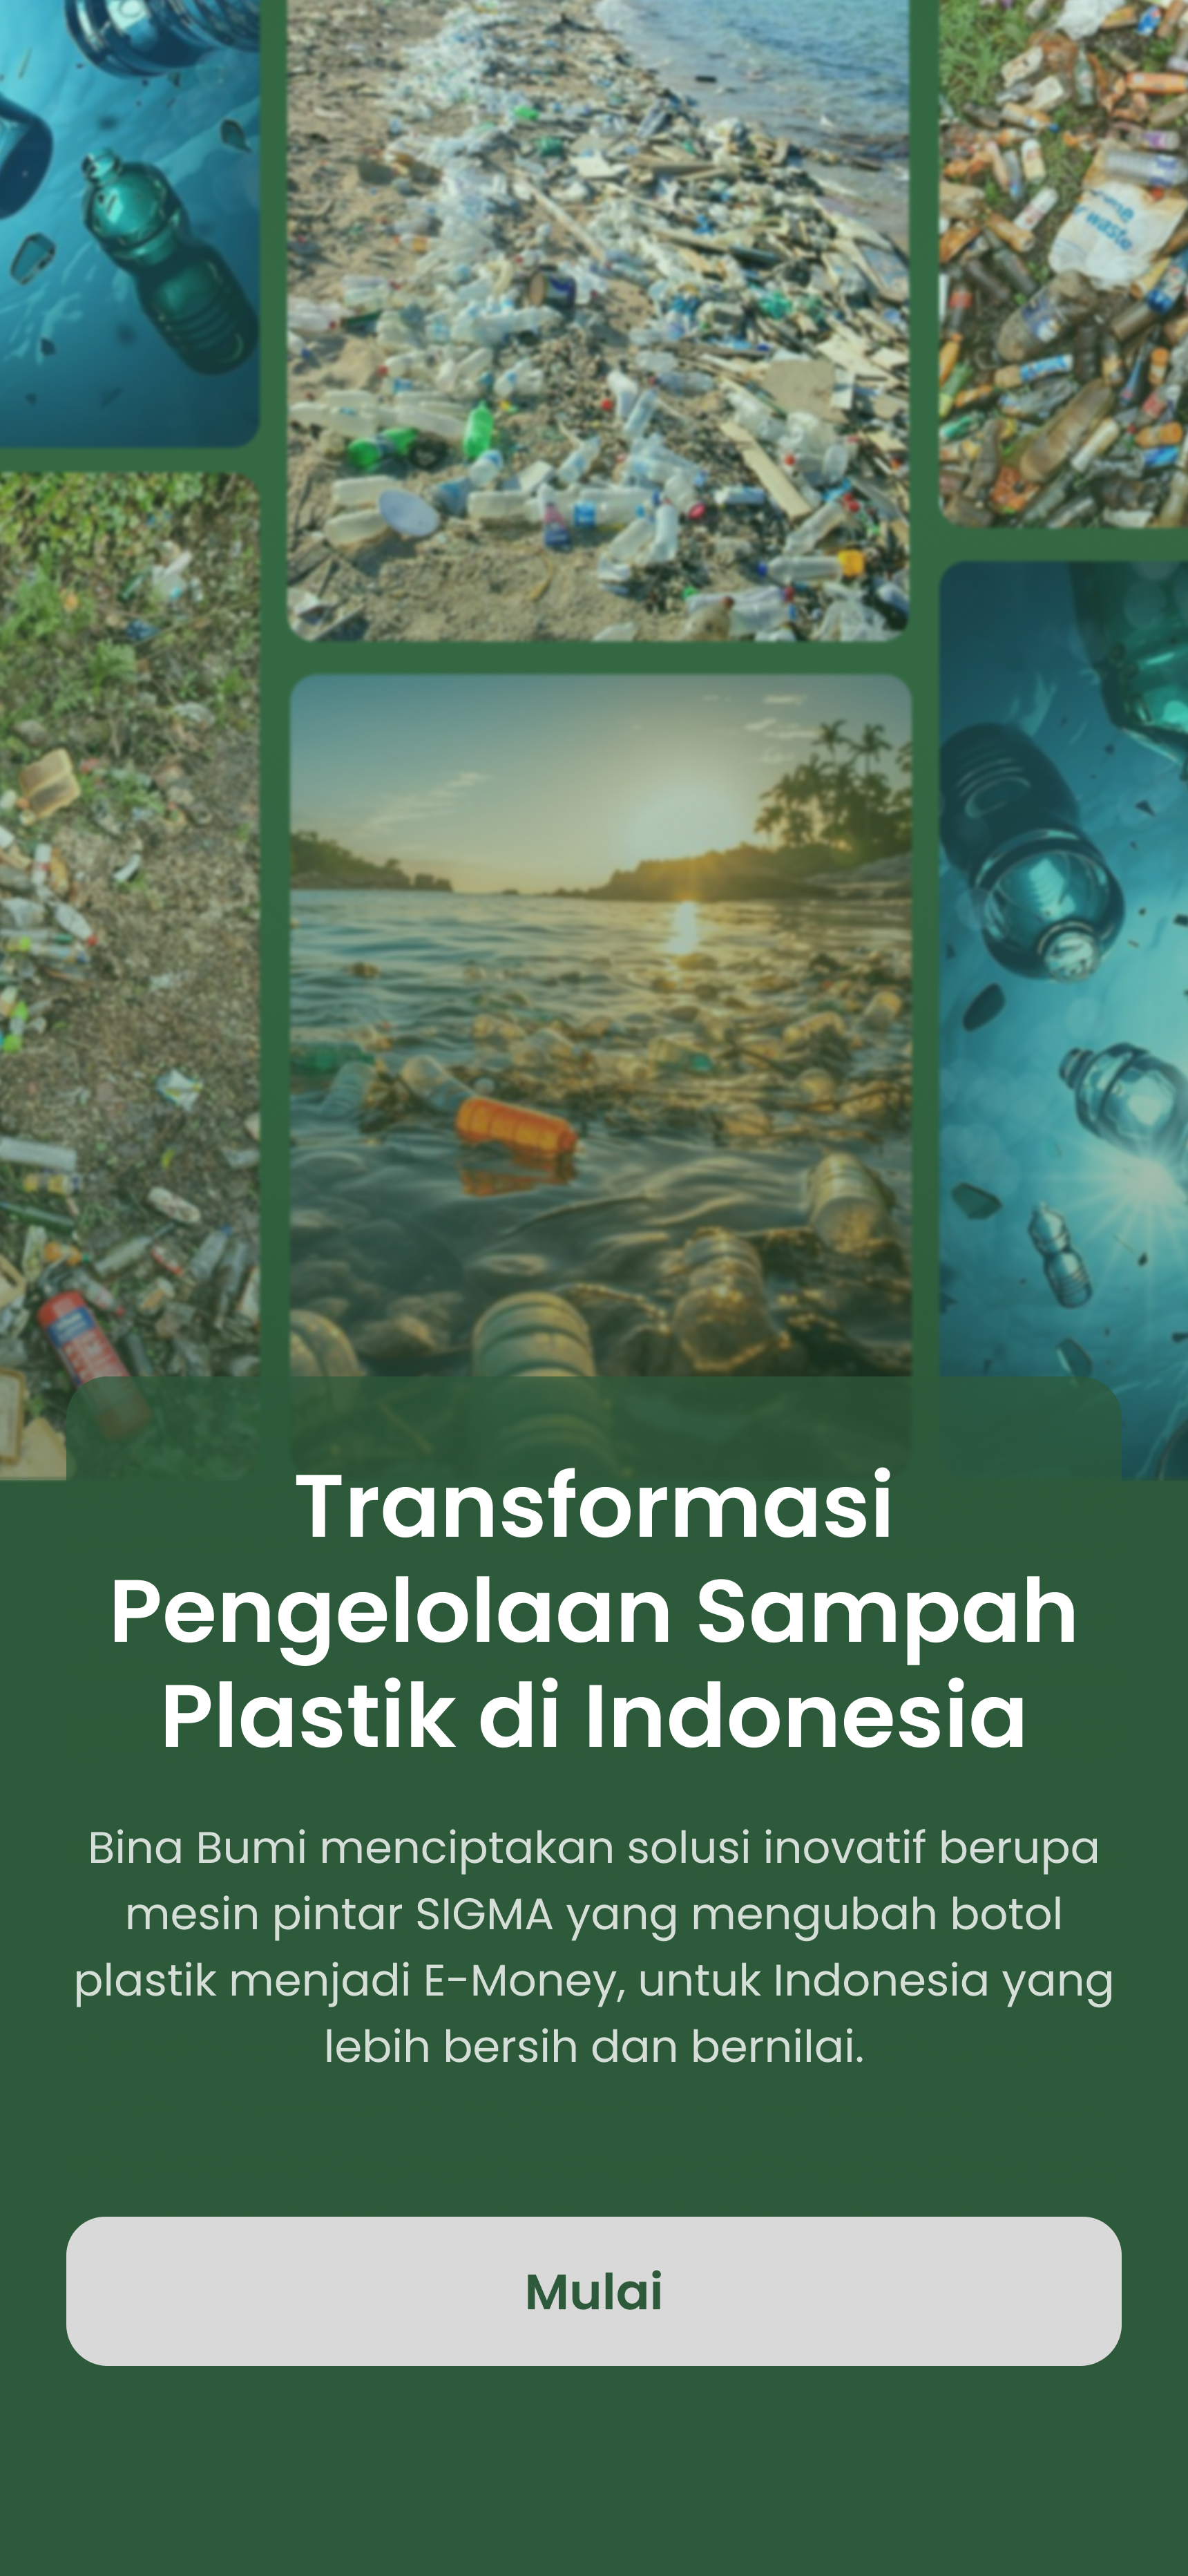 Transformasi
Pengelolaan Sampah
Plastik di Indonesia
Bina Bumi menciptakan solusi inovatif berupa
mesin pintar SIGMA yang mengubah botol
plastik menjadi E-Money, untuk Indonesia yang
lebih bersih dan bernilai.
Mulai